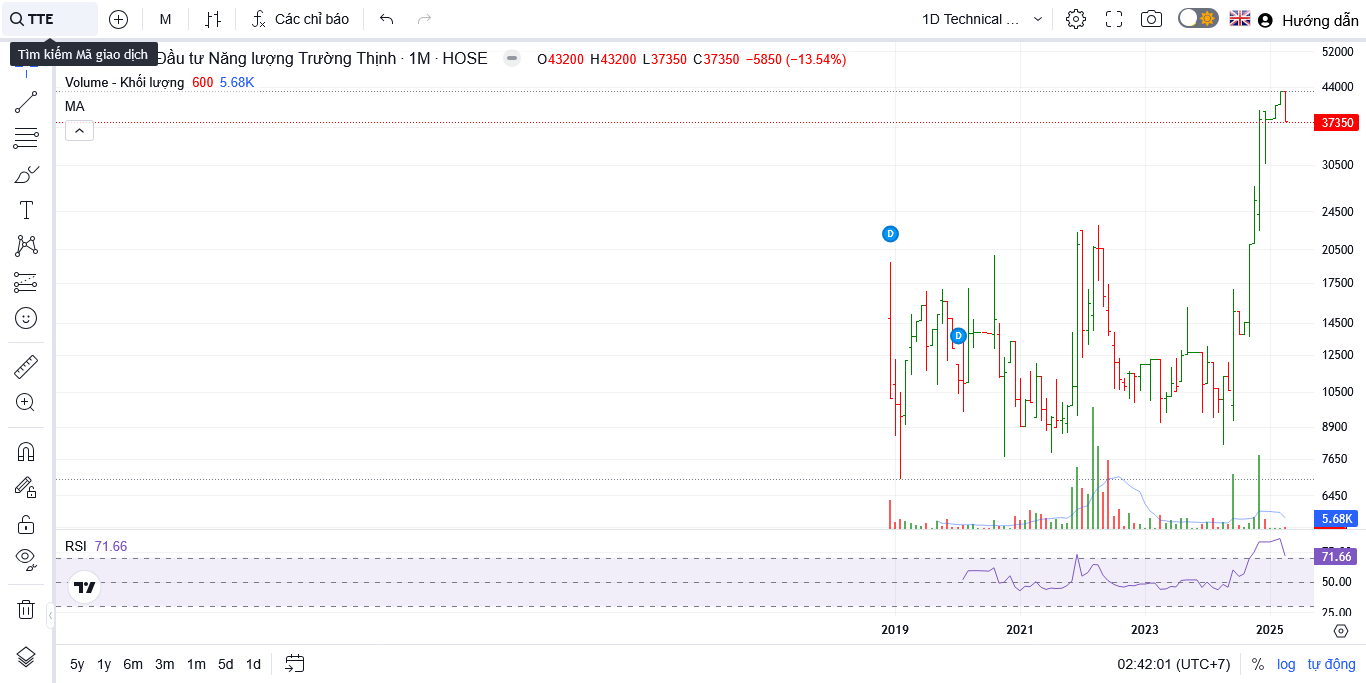 TTE M Các chỉ báo 1D Technical ... Hướng dẫn
Tìm kiếm Mã giao dịch
Đầu tư Năng lượng Trường Thịnh · 1M · HOSE O43200 H43200 L37350 C37350 −5850 (−13.54%)
Volume - Khối lượng 600 5.68K
MA
52000
44000
37350
30500
24500
20500
17500
14500
12500
10500
8900
7650
6450
5.68K
D
D
RSI 71.66
71.66
50.00
25.00
2019 2021 2023 2025
5y 1y 6m 3m 1m 5d 1d 02:42:01 (UTC+7) % log tự động